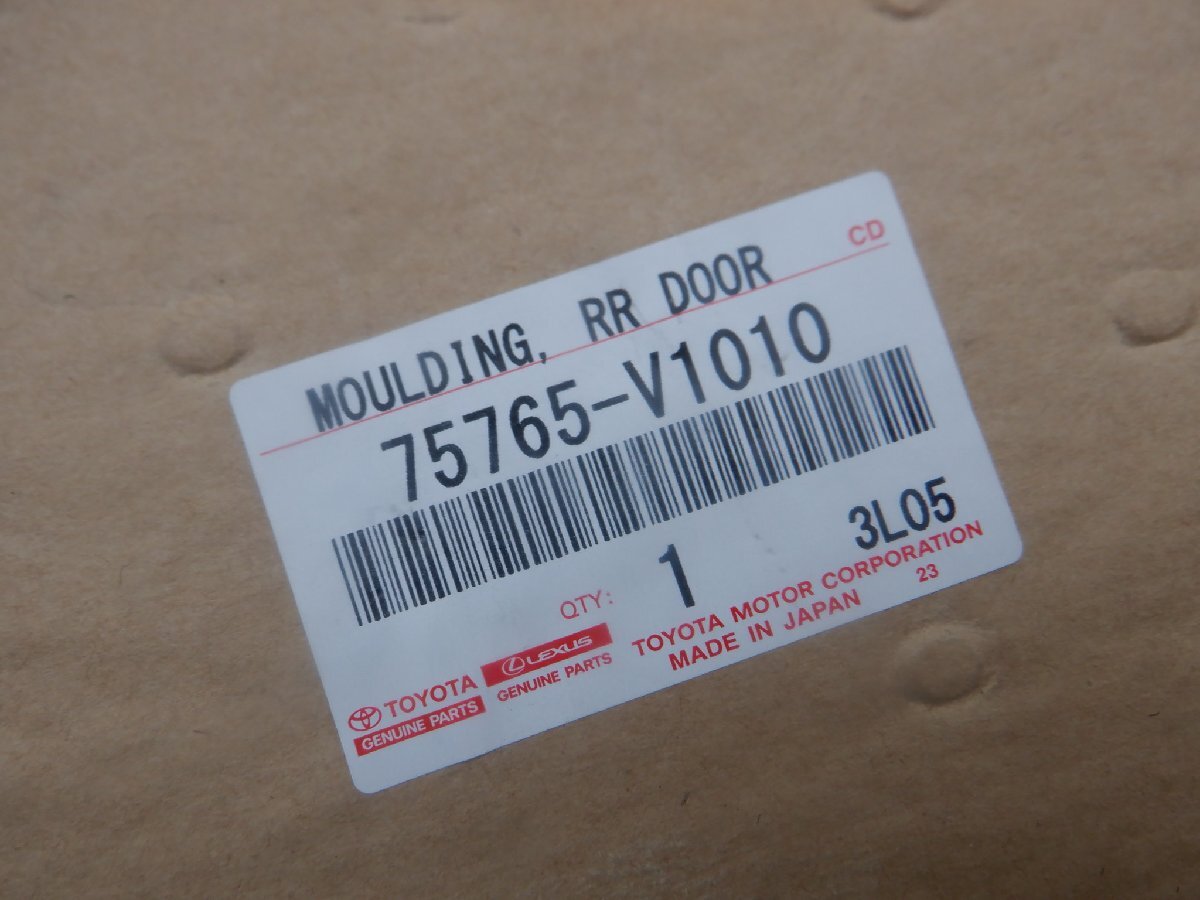 CD
MOULDING, RR DOOR
75765-V1010
QTY: 1
3L05
TOYOTA
GENUINE PARTS
LEXUS
GENUINE PARTS
TOYOTA MOTOR CORPORATION
MADE IN JAPAN 23